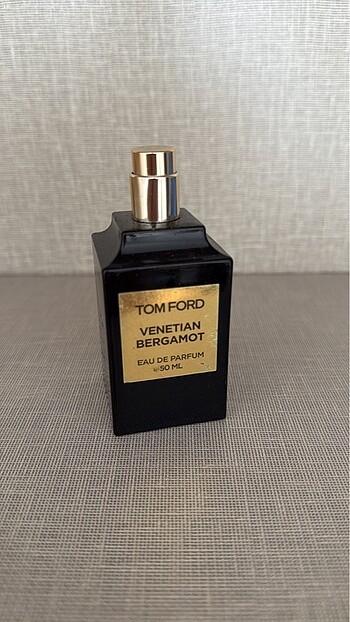 TOM FORD
VENETIAN
BERGAMOT
EAU DE PARFUM
℮50 ML